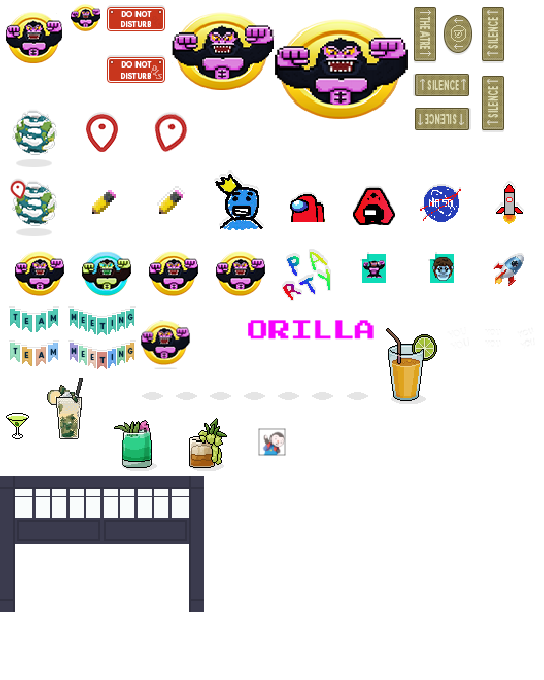 DO NOT
DISTURB
DO NOT
DISTURB
THEATRE
↑ SILENCE ↑
↑ SILENCE ↑
↑ SILENCE ↑
↑ SILENCE ↑
NASA
PARTY
TEAM MEETING
TEAM MEETING
ORILLA